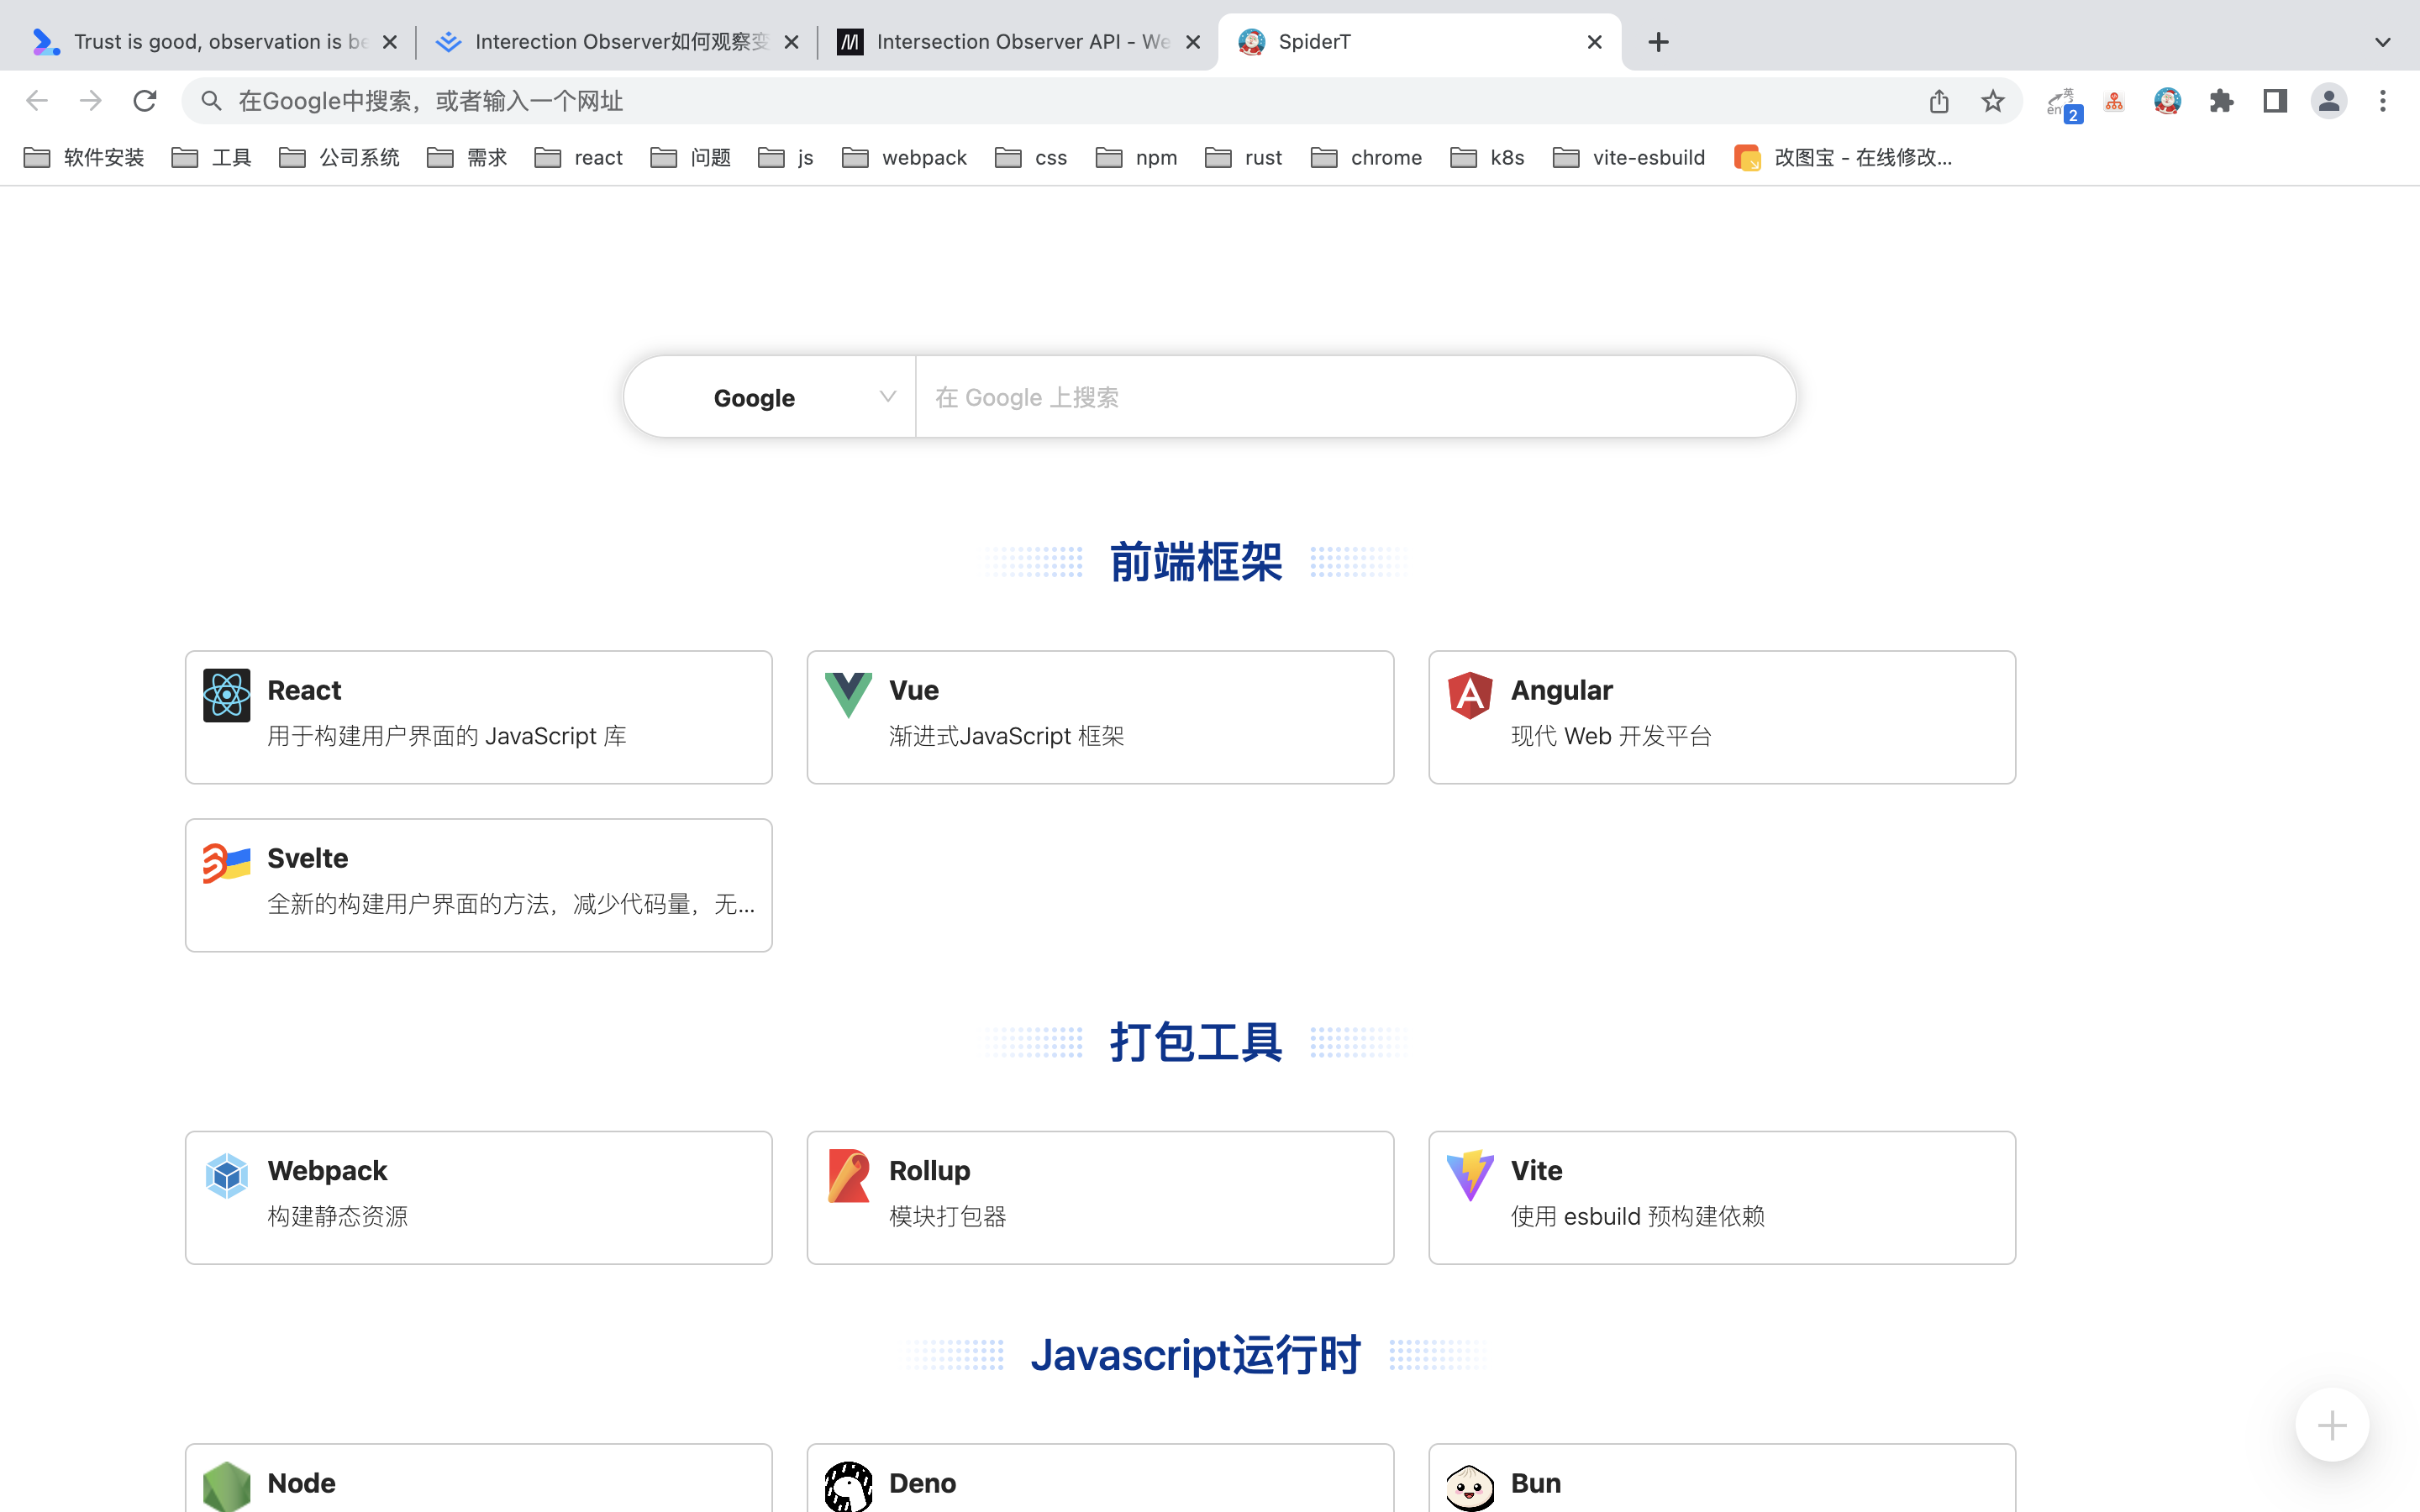 Trust is good, observation is be
Interection Observer如何观察变
Intersection Observer API - We
SpiderT
在Google中搜索，或者输入一个网址
英
en
2
软件安装
工具
公司系统
需求
react
问题
js
webpack
css
npm
rust
chrome
k8s
vite-esbuild
改图宝 - 在线修改...
Google
在 Google 上搜索
前端框架
React
用于构建用户界面的 JavaScript 库
Vue
渐进式JavaScript 框架
Angular
现代 Web 开发平台
Svelte
全新的构建用户界面的方法，减少代码量，无...
打包工具
Webpack
构建静态资源
Rollup
模块打包器
Vite
使用 esbuild 预构建依赖
Javascript运行时
Node
Deno
Bun